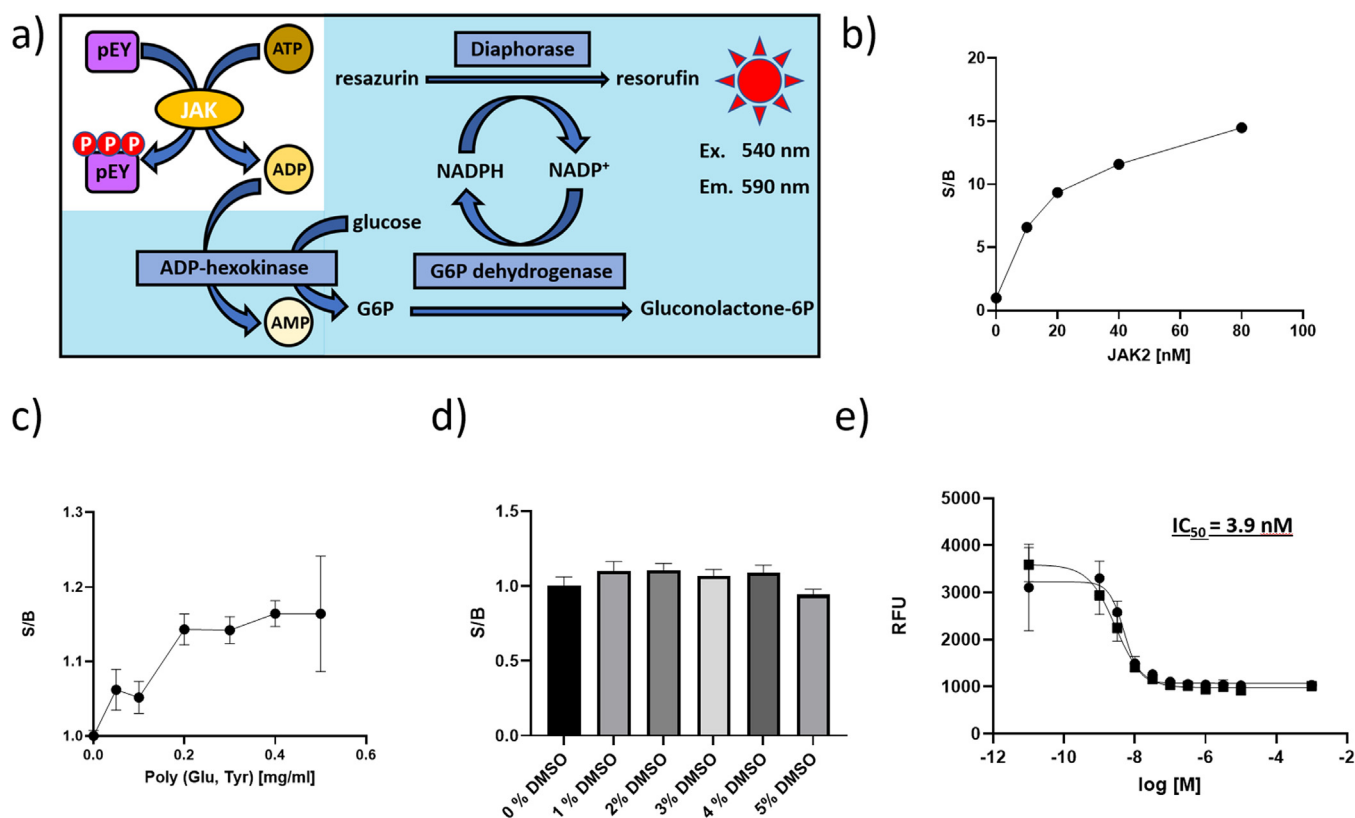 a)
pEY
ATP
JAK
P P P
pEY
ADP
Diaphorase
resazurin
resorufin
NADPH
NADP⁺
Ex. 540 nm
Em. 590 nm
glucose
ADP-hexokinase
G6P dehydrogenase
AMP
G6P
Gluconolactone-6P
b)
20
15
10
5
0
S/B
0 20 40 60 80 100
JAK2 [nM]
c)
1.3
1.2
1.1
1.0
S/B
0.0 0.2 0.4 0.6
Poly (Glu, Tyr) [mg/ml]
d)
1.5
1.0
0.5
0.0
S/B
0 % DMSO
1 % DMSO
2% DMSO
3% DMSO
4 % DMSO
5% DMSO
e)
5000
4000
3000
2000
1000
0
RFU
IC₅₀ = 3.9 nM
-12 -10 -8 -6 -4 -2
log [M]